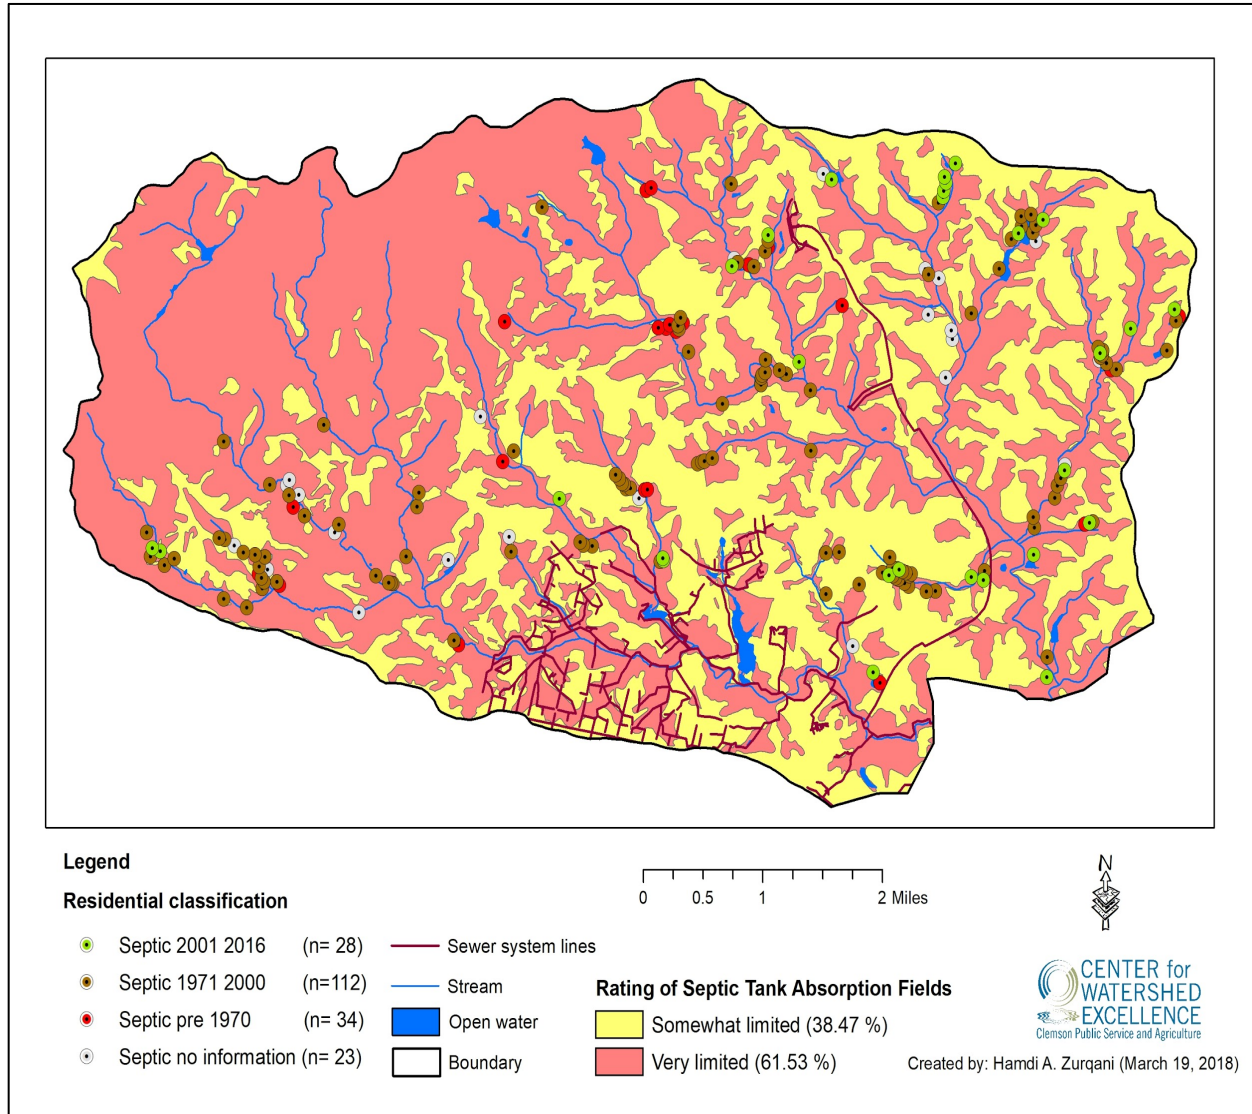 Legend
Residential classification
Septic 2001 2016 (n= 28)
Septic 1971 2000 (n=112)
Septic pre 1970 (n= 34)
Septic no information (n= 23)
Sewer system lines
Stream
Open water
Boundary
0 0.5 1 2 Miles
Rating of Septic Tank Absorption Fields
Somewhat limited (38.47 %)
Very limited (61.53 %)
N
CENTER for
WATERSHED
EXCELLENCE
Clemson Public Service and Agriculture
Created by: Hamdi A. Zurqani (March 19, 2018)